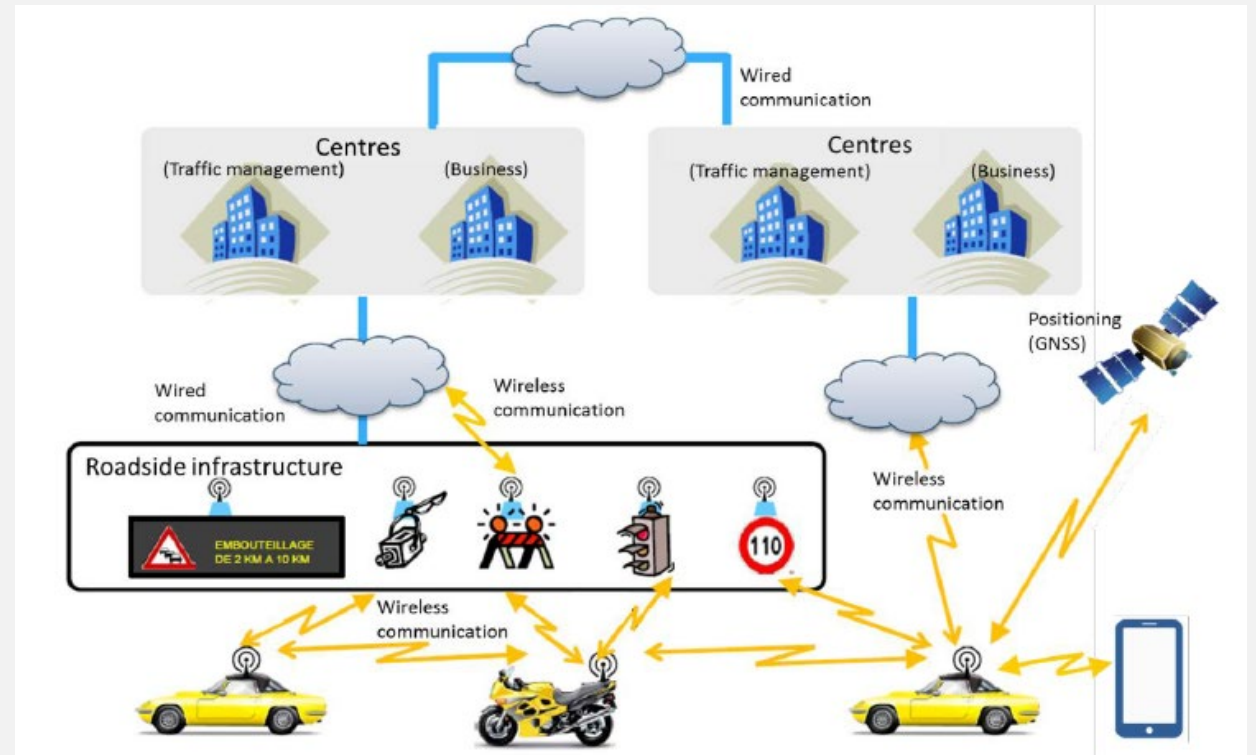 Wired
communication
Centres
(Traffic management)
(Business)
Centres
(Traffic management)
(Business)
Positioning
(GNSS)
Wired
communication
Wireless
communication
Wireless
communication
Roadside infrastructure
EMBOUTEILLAGE
DE 2 KM A 10 KM
110
Wireless
communication